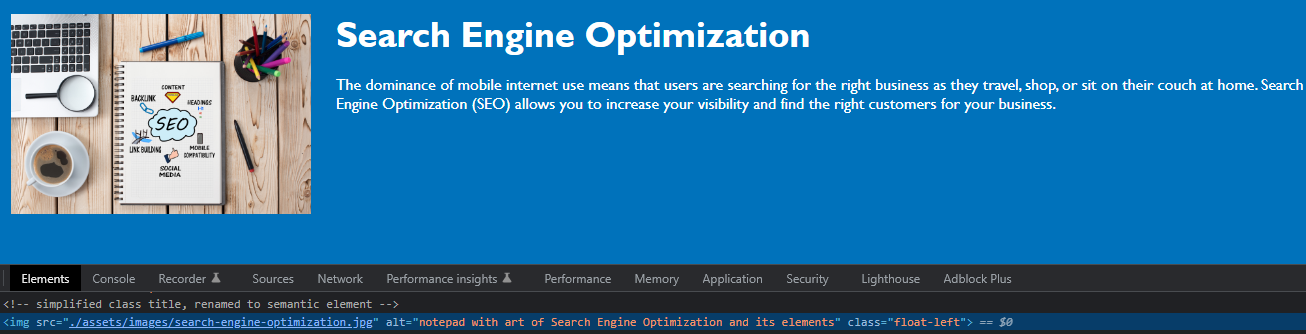 Search Engine Optimization
The dominance of mobile internet use means that users are searching for the right business as they travel, shop, or sit on their couch at home. Search
Engine Optimization (SEO) allows you to increase your visibility and find the right customers for your business.
CONTENT
BACKLINK
HEADINGS
SEO
LINK BUILDING
MOBILE
COMPATIBILITY
SOCIAL
MEDIA
Elements Console Recorder Sources Network Performance insights Performance Memory Application Security Lighthouse Adblock Plus
<!-- simplified class title, renamed to semantic element -->
<img src="./assets/images/search-engine-optimization.jpg" alt="notepad with art of Search Engine Optimization and its elements" class="float-left"> == $0